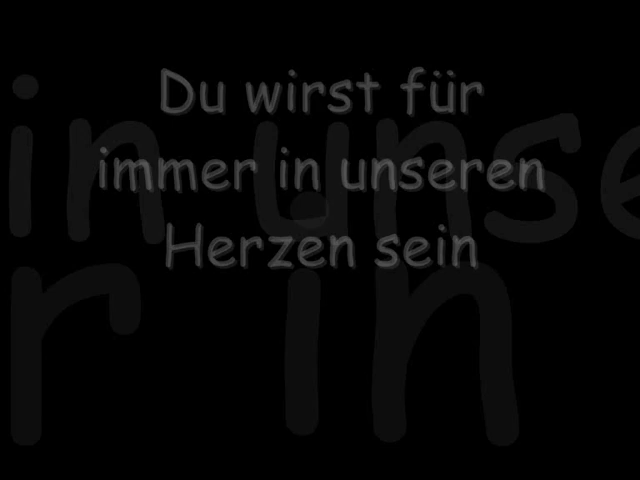 Du wirst für
immer in unseren
Herzen sein